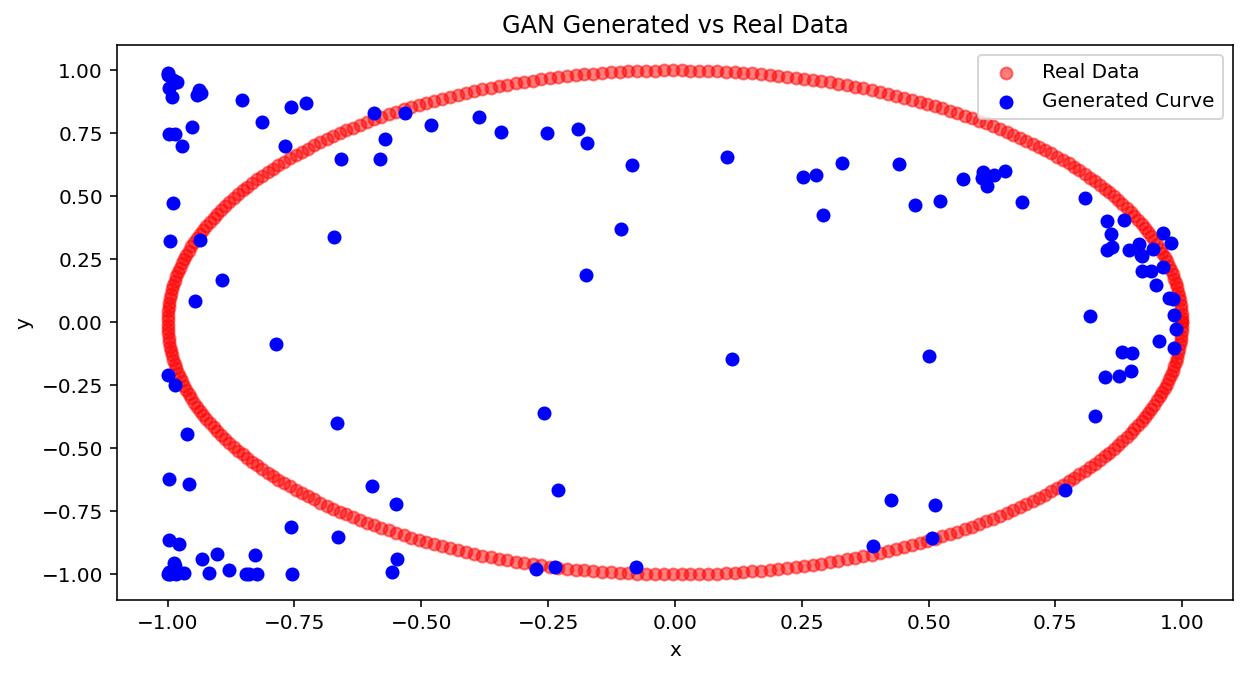 GAN Generated vs Real Data
Real Data
Generated Curve
1.00
0.75
0.50
0.25
0.00
−0.25
−0.50
−0.75
−1.00
y
−1.00 −0.75 −0.50 −0.25 0.00 0.25 0.50 0.75 1.00
x